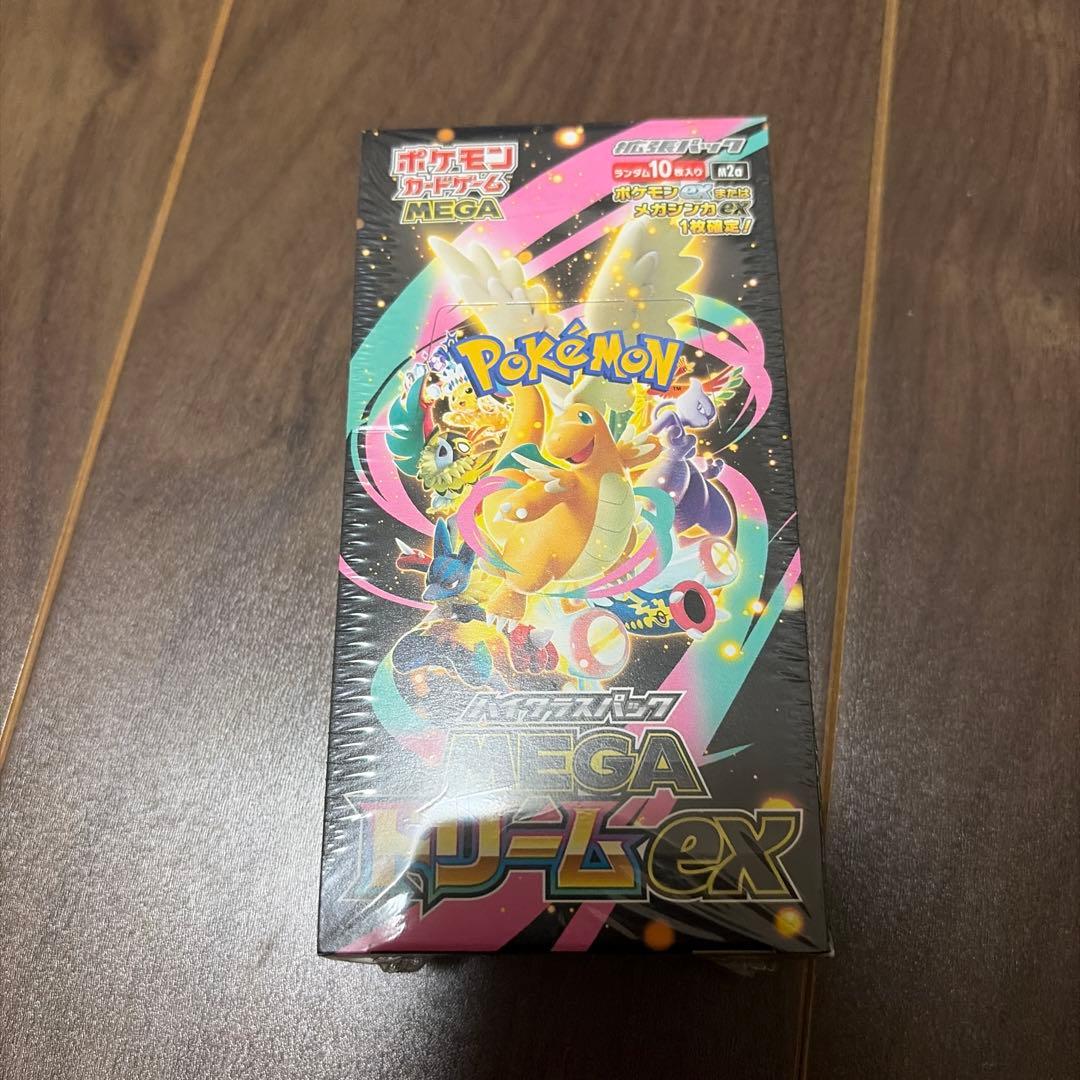 ポケモン
カードゲーム
MEGA
拡張パック
ランダム10枚入り M2a
ポケモンexまたは
メガシンカex
1枚確定!
POKéMON
TM
ハイクラスパック
MEGA
ドリームex